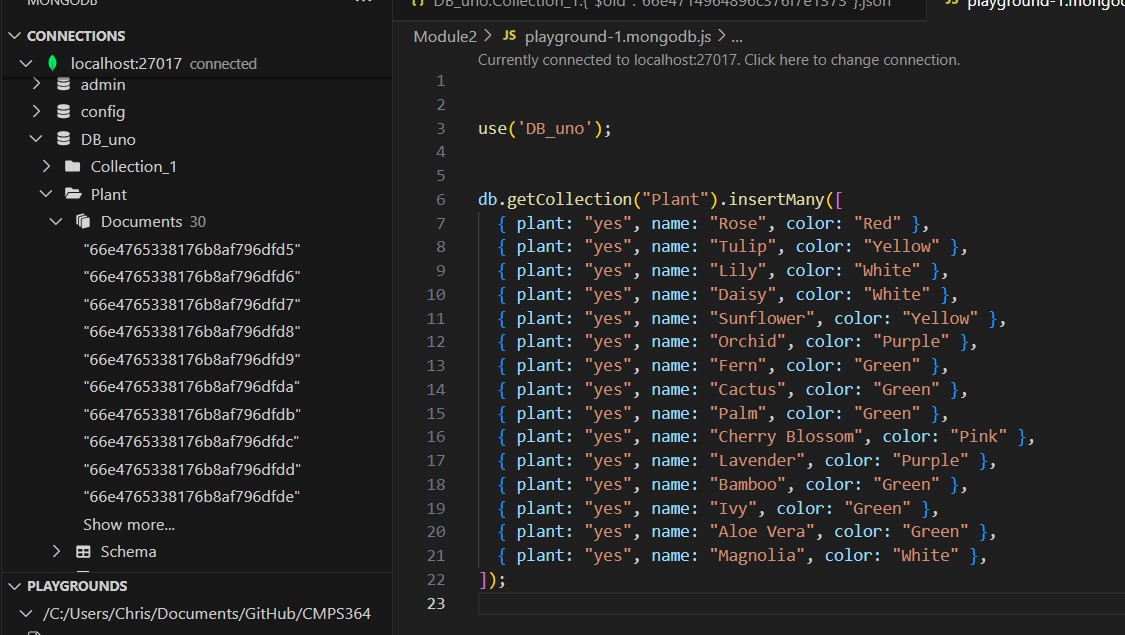 MONGODB
CONNECTIONS
localhost:27017 connected
admin
config
DB_uno
Collection_1
Plant
Documents 30
"66e4765338176b8af796dfd5"
"66e4765338176b8af796dfd6"
"66e4765338176b8af796dfd7"
"66e4765338176b8af796dfd8"
"66e4765338176b8af796dfd9"
"66e4765338176b8af796dfda"
"66e4765338176b8af796dfdb"
"66e4765338176b8af796dfdc"
"66e4765338176b8af796dfdd"
"66e4765338176b8af796dfde"
Show more...
Schema
PLAYGROUNDS
/C:/Users/Chris/Documents/GitHub/CMPS364
JS playground-1.mongod
Module2 > JS playground-1.mongodb.js > ...
Currently connected to localhost:27017. Click here to change connection.
1
2
3 use('DB_uno');
4
5
6 db.getCollection("Plant").insertMany([
7 { plant: "yes", name: "Rose", color: "Red" },
8 { plant: "yes", name: "Tulip", color: "Yellow" },
9 { plant: "yes", name: "Lily", color: "White" },
10 { plant: "yes", name: "Daisy", color: "White" },
11 { plant: "yes", name: "Sunflower", color: "Yellow" },
12 { plant: "yes", name: "Orchid", color: "Purple" },
13 { plant: "yes", name: "Fern", color: "Green" },
14 { plant: "yes", name: "Cactus", color: "Green" },
15 { plant: "yes", name: "Palm", color: "Green" },
16 { plant: "yes", name: "Cherry Blossom", color: "Pink" },
17 { plant: "yes", name: "Lavender", color: "Purple" },
18 { plant: "yes", name: "Bamboo", color: "Green" },
19 { plant: "yes", name: "Ivy", color: "Green" },
20 { plant: "yes", name: "Aloe Vera", color: "Green" },
21 { plant: "yes", name: "Magnolia", color: "White" },
22 ]);
23